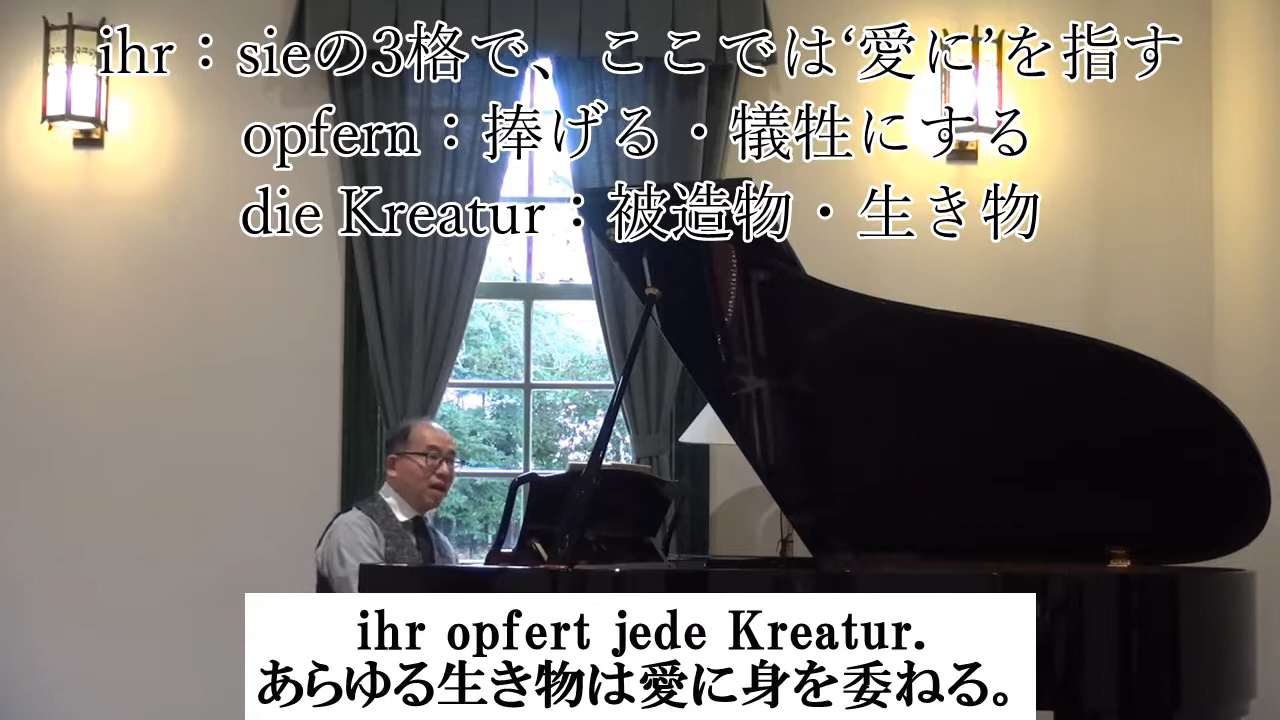 ihr：sieの3格で、ここでは‘愛に’を指す
opfern：捧げる・犠牲にする
die Kreatur：被造物・生き物
ihr opfert jede Kreatur.
あらゆる生き物は愛に身を委ねる。